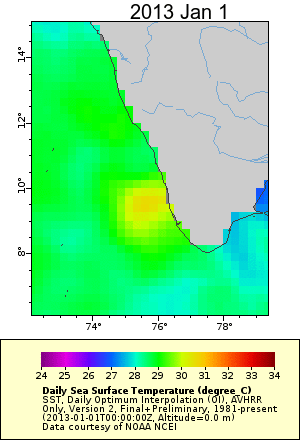 2013 Jan 1
14°
12°
10°
8°
74° 76° 78°
24 25 26 27 28 29 30 31 32 33 34
Daily Sea Surface Temperature (degree_C)
SST, Daily Optimum Interpolation (OI), AVHRR
Only, Version 2, Final+Preliminary, 1981-present
(2013-01-01T00:00:00Z, Altitude=0.0 m)
Data courtesy of NOAA NCEI